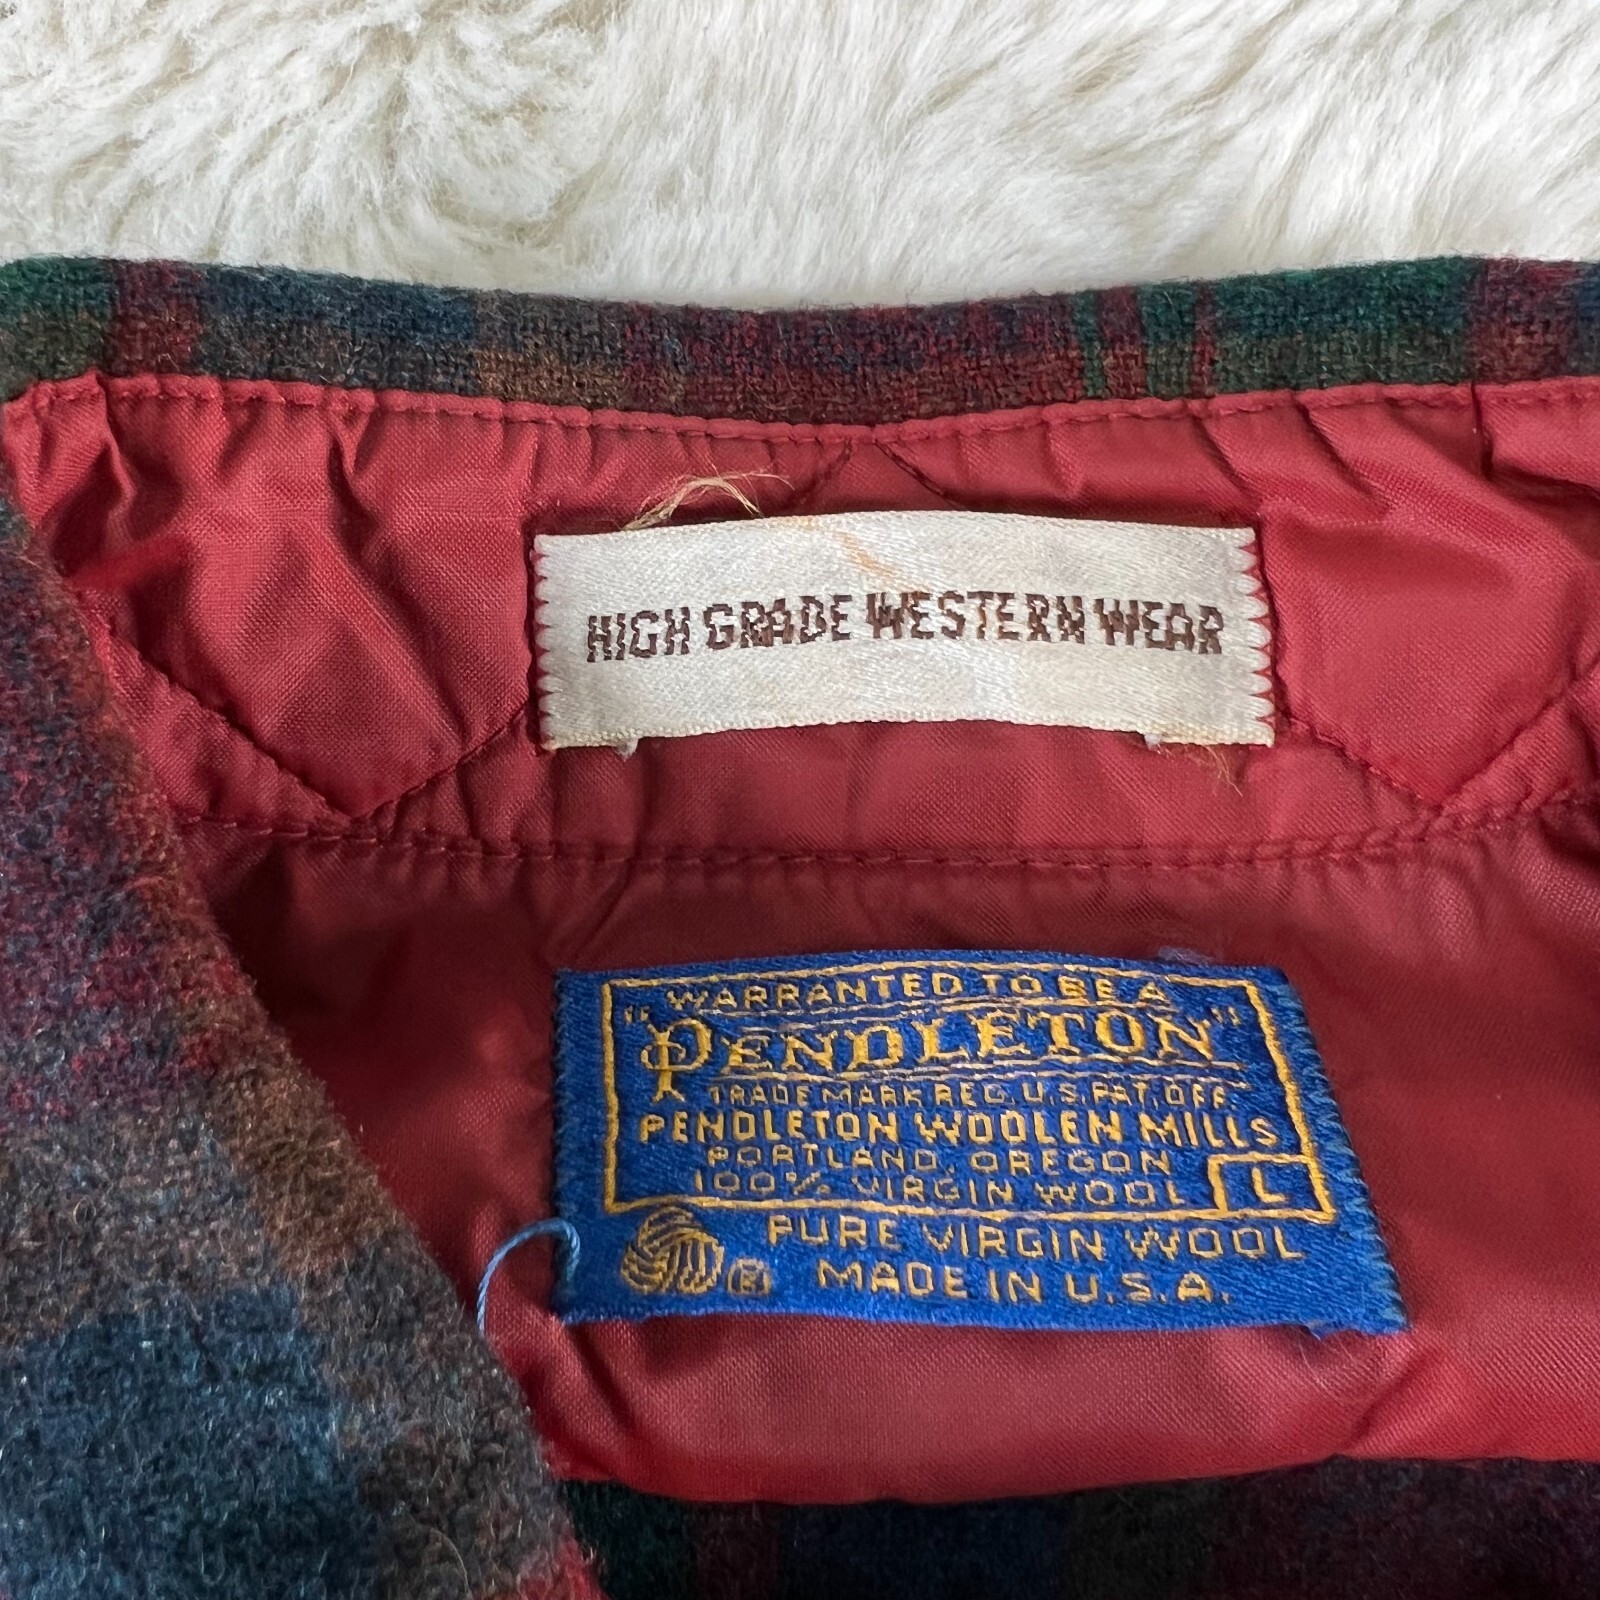 HIGH GRADE WESTERN WEAR
"WARRANTED TO BE A
PENDLETON"
TRADE MARK REG. U.S. PAT. OFF.
PENDLETON WOOLEN MILLS
PORTLAND, OREGON
100% VIRGIN WOOL L
PURE VIRGIN WOOL
® MADE IN U.S.A.